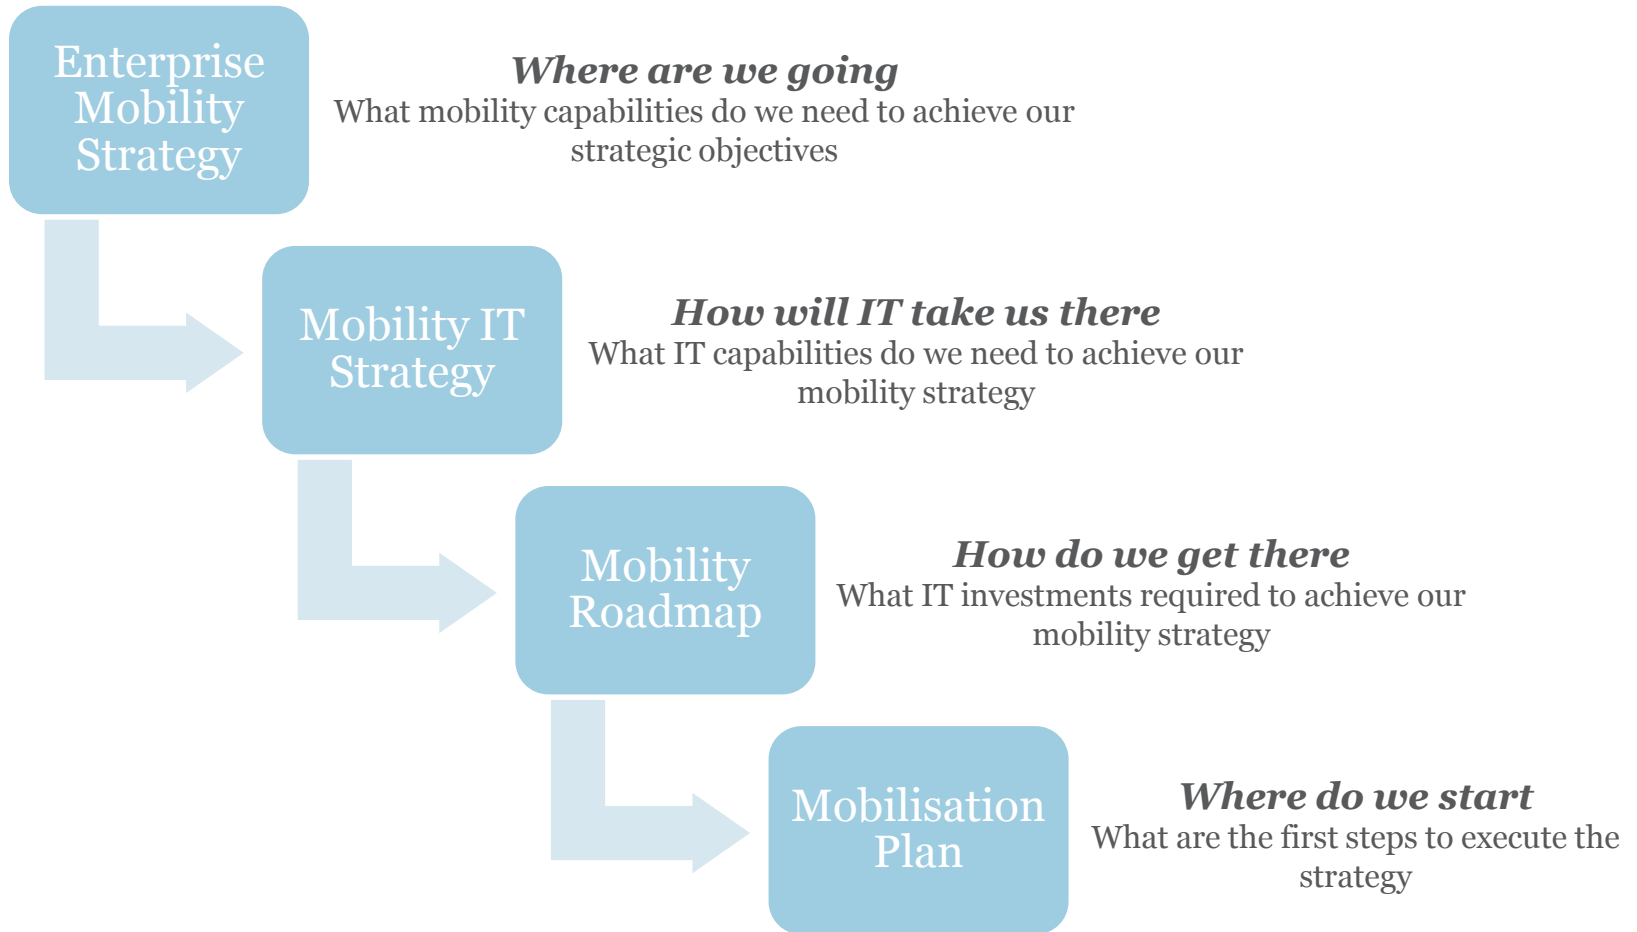 Enterprise
Mobility
Strategy
Where are we going
What mobility capabilities do we need to achieve our
strategic objectives
Mobility IT
Strategy
How will IT take us there
What IT capabilities do we need to achieve our
mobility strategy
Mobility
Roadmap
How do we get there
What IT investments required to achieve our
mobility strategy
Mobilisation
Plan
Where do we start
What are the first steps to execute the
strategy